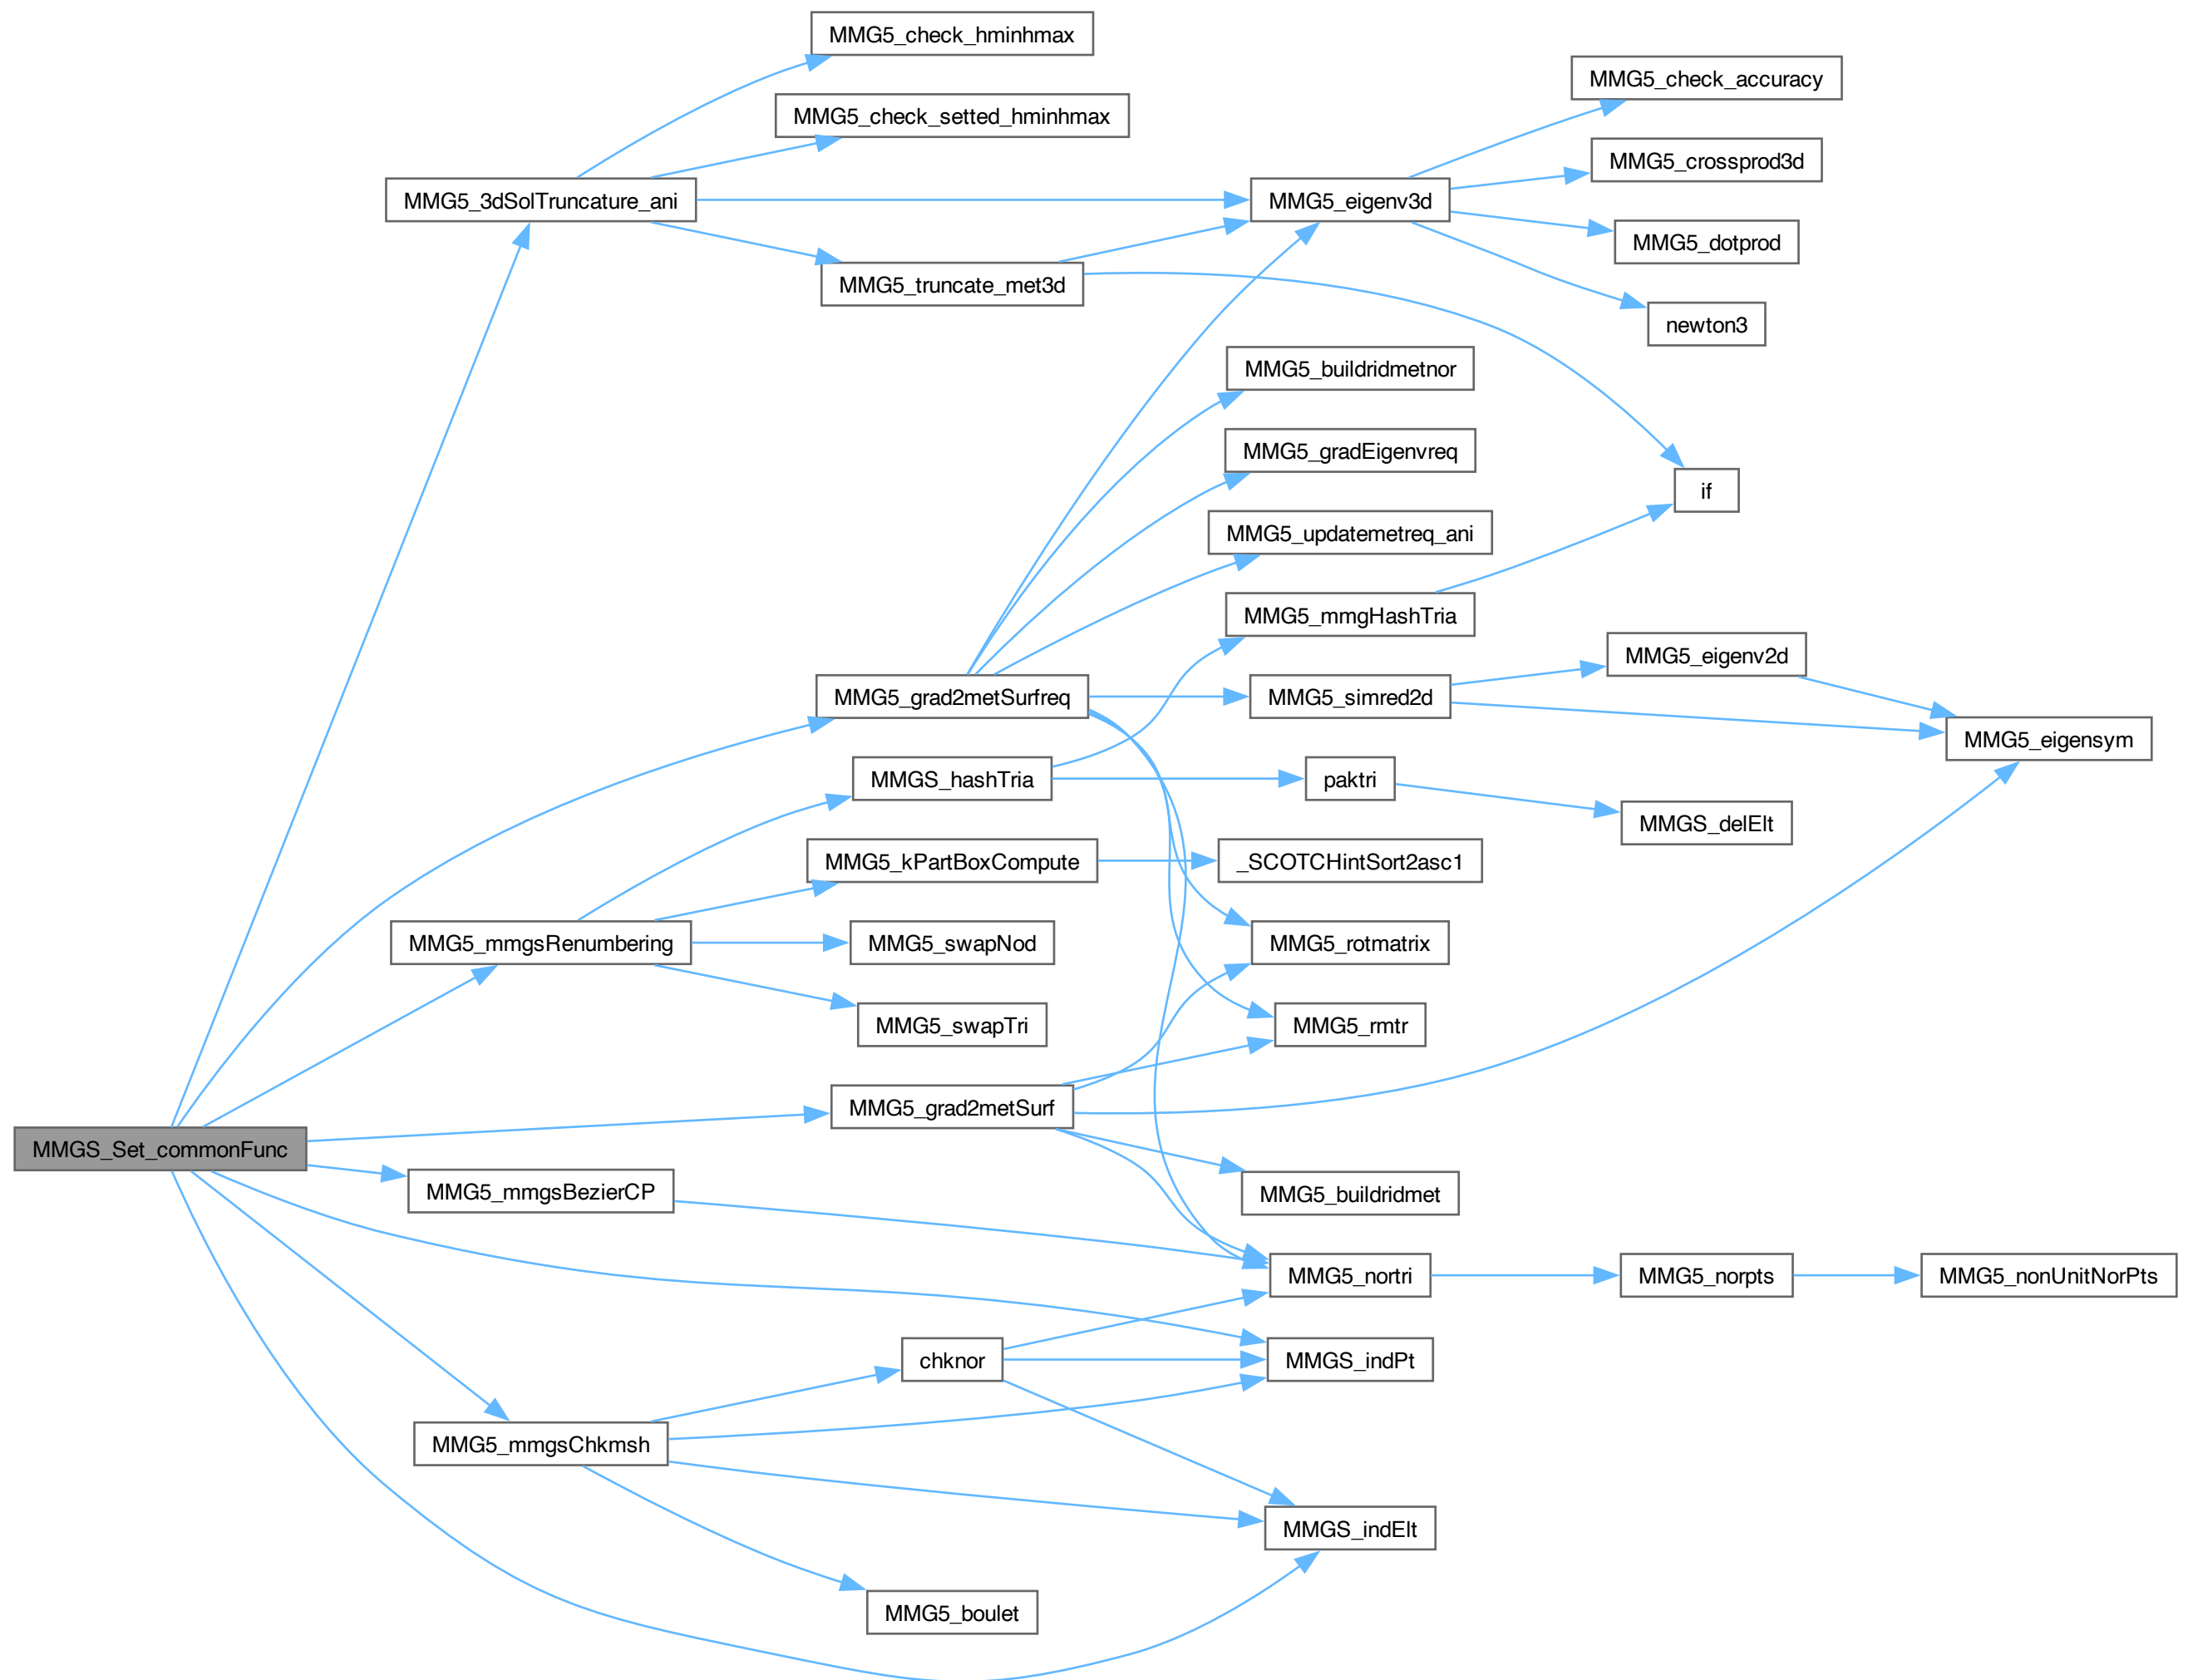 MMG5_check_hminhmax
MMG5_check_accuracy
MMG5_check_setted_hminhmax
MMG5_crossprod3d
MMG5_3dSolTruncature_ani
MMG5_eigenv3d
MMG5_dotprod
MMG5_truncate_met3d
newton3
MMG5_buildridmetnor
MMG5_gradEigenvreq
if
MMG5_updatemetreq_ani
MMG5_mmgHashTria
MMG5_eigenv2d
MMG5_grad2metSurfreq
MMG5_simred2d
MMG5_eigensym
MMGS_hashTria
paktri
MMGS_delElt
MMG5_kPartBoxCompute
_SCOTCHintSort2asc1
MMG5_mmgsRenumbering
MMG5_swapNod
MMG5_rotmatrix
MMG5_swapTri
MMG5_rmtr
MMG5_grad2metSurf
MMGS_Set_commonFunc
MMG5_mmgsBezierCP
MMG5_buildridmet
MMG5_nortri
MMG5_norpts
MMG5_nonUnitNorPts
chknor
MMGS_indPt
MMG5_mmgsChkmsh
MMGS_indElt
MMG5_boulet